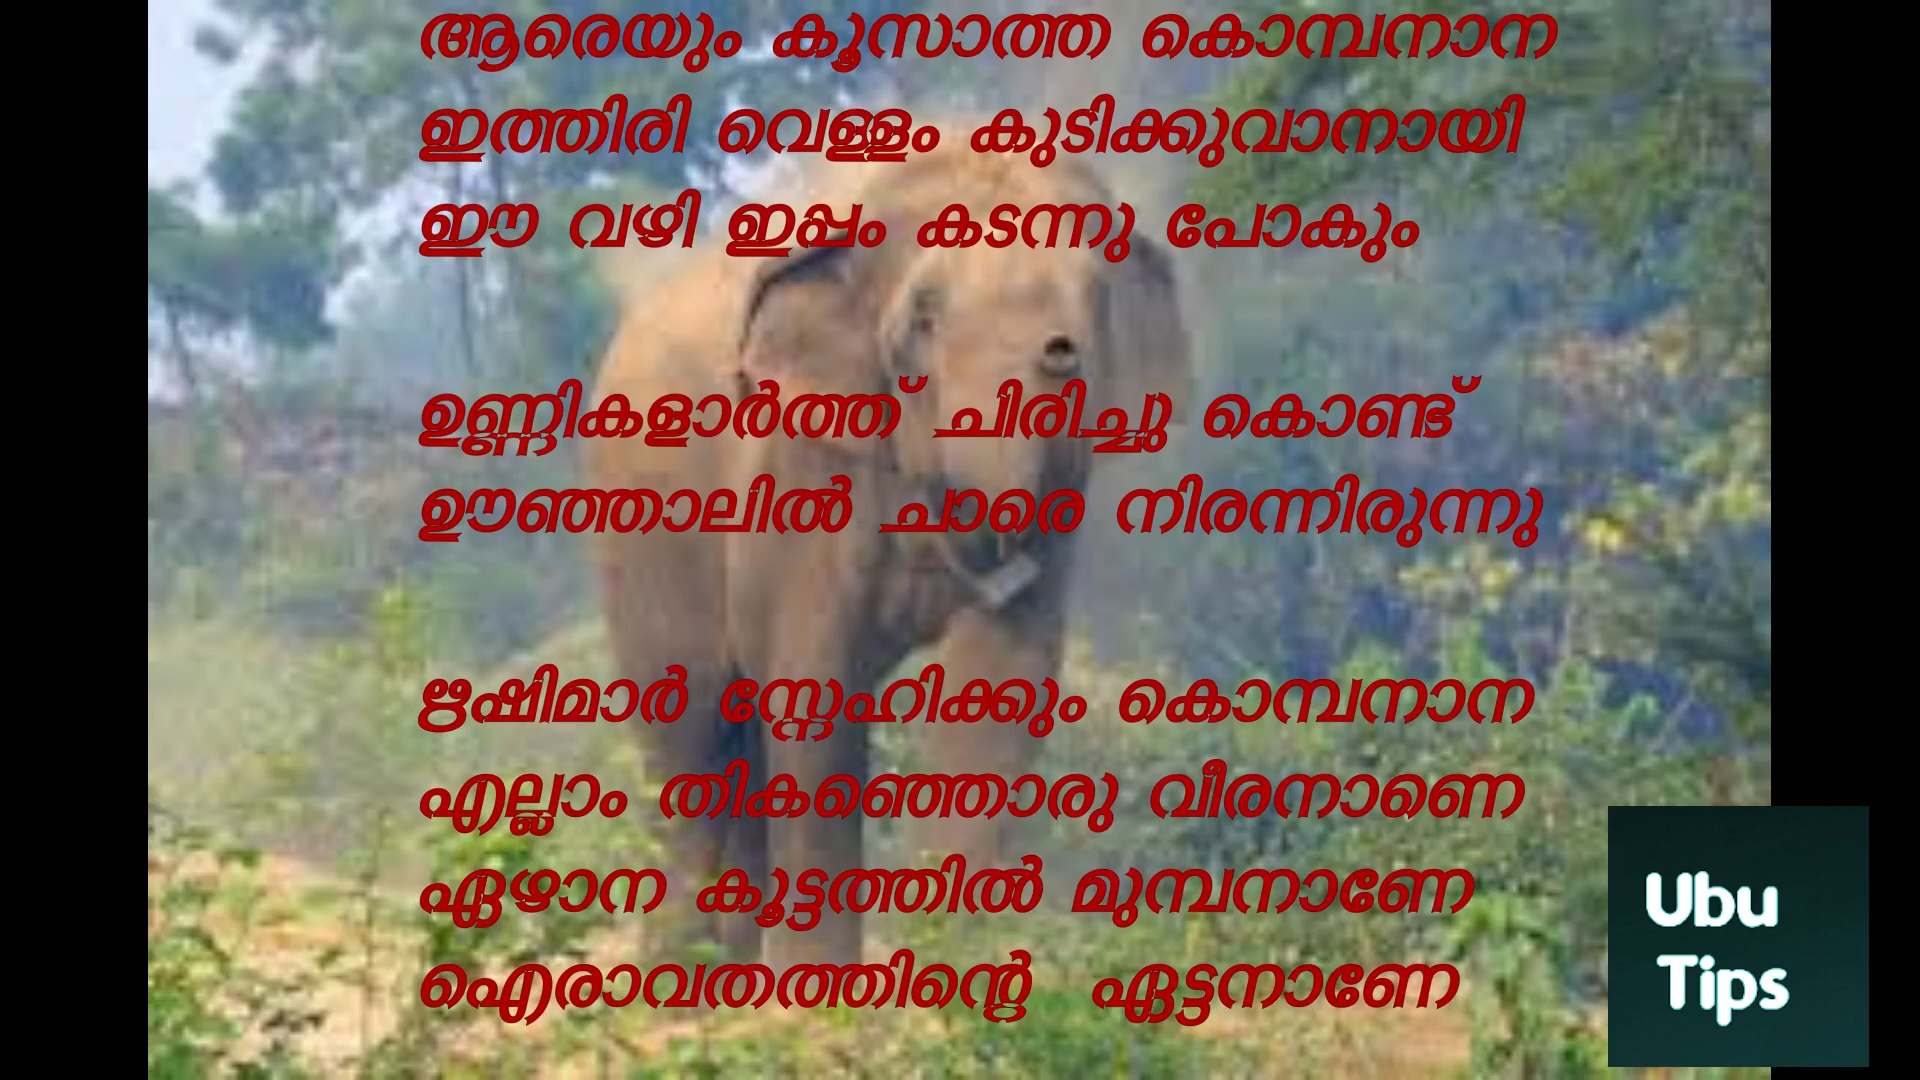 ആരെയും കൂസാത്ത കൊമ്പനാന
ഇത്തിരി വെള്ളം കുടിക്കുവാനായി
ഈ വഴി ഇപ്പം കടന്നു പോകും
ഉണ്ണികളാർത്ത് ചിരിച്ചു കൊണ്ട്
ഊഞ്ഞാലിൽ ചാരെ നിരന്നിരുന്നു
ഋഷിമാർ സ്നേഹിക്കും കൊമ്പനാന
എല്ലാം തികഞ്ഞൊരു വീരനാണെ
ഏഴാന കൂട്ടത്തിൽ മുമ്പനാണേ
ഐരാവതത്തിന്റെ ഏട്ടനാണേ
Ubu
Tips